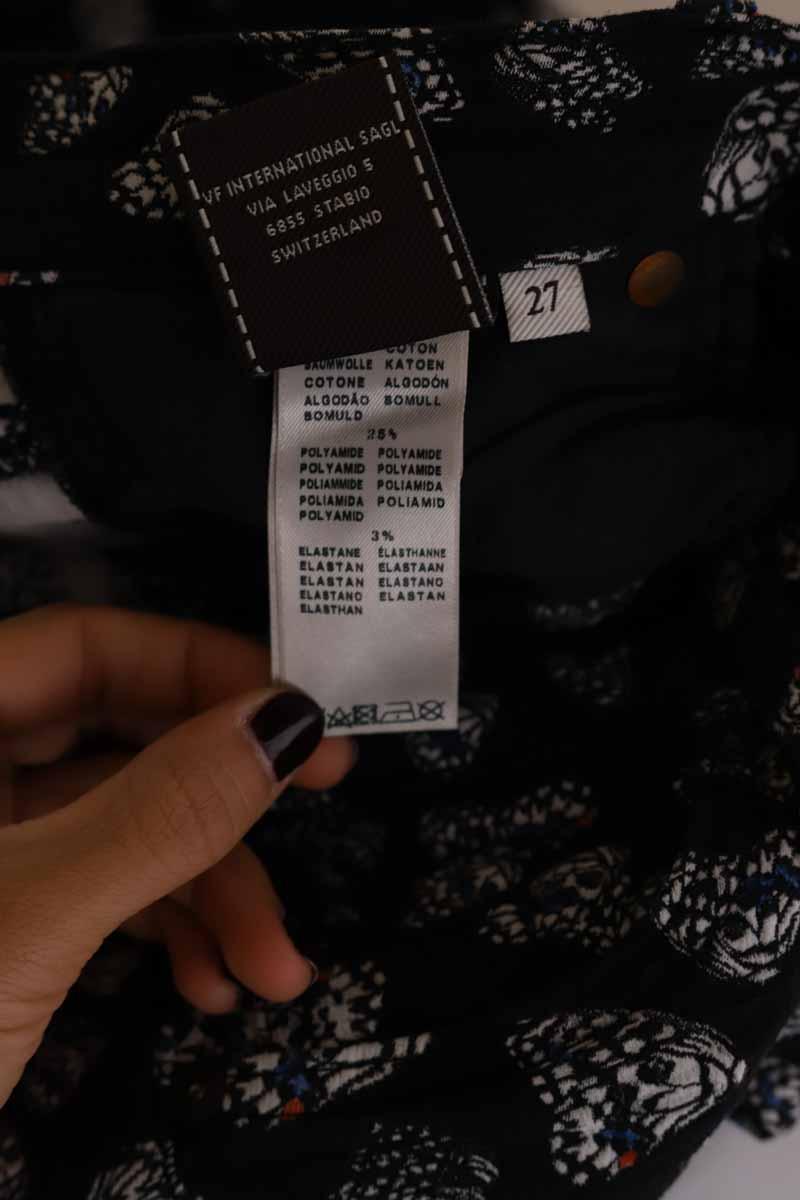 VF INTERNATIONAL SAGL
VIA LAVEGGIO 5
6855 STABIO
SWITZERLAND
27
COTON
BAUMWOLLE KATOEN
COTONE ALGODÓN
ALGODÃO BOMULL
BOMULD
25%
POLYAMIDE POLYAMIDE
POLYAMID POLYAMIDE
POLIAMMIDE POLIAMIDA
POLIAMIDA POLIAMID
POLYAMID
3%
ELASTANE ÉLASTHANNE
ELASTAN ELASTAAN
ELASTAN ELASTANO
ELASTANO ELASTAN
ELASTHAN